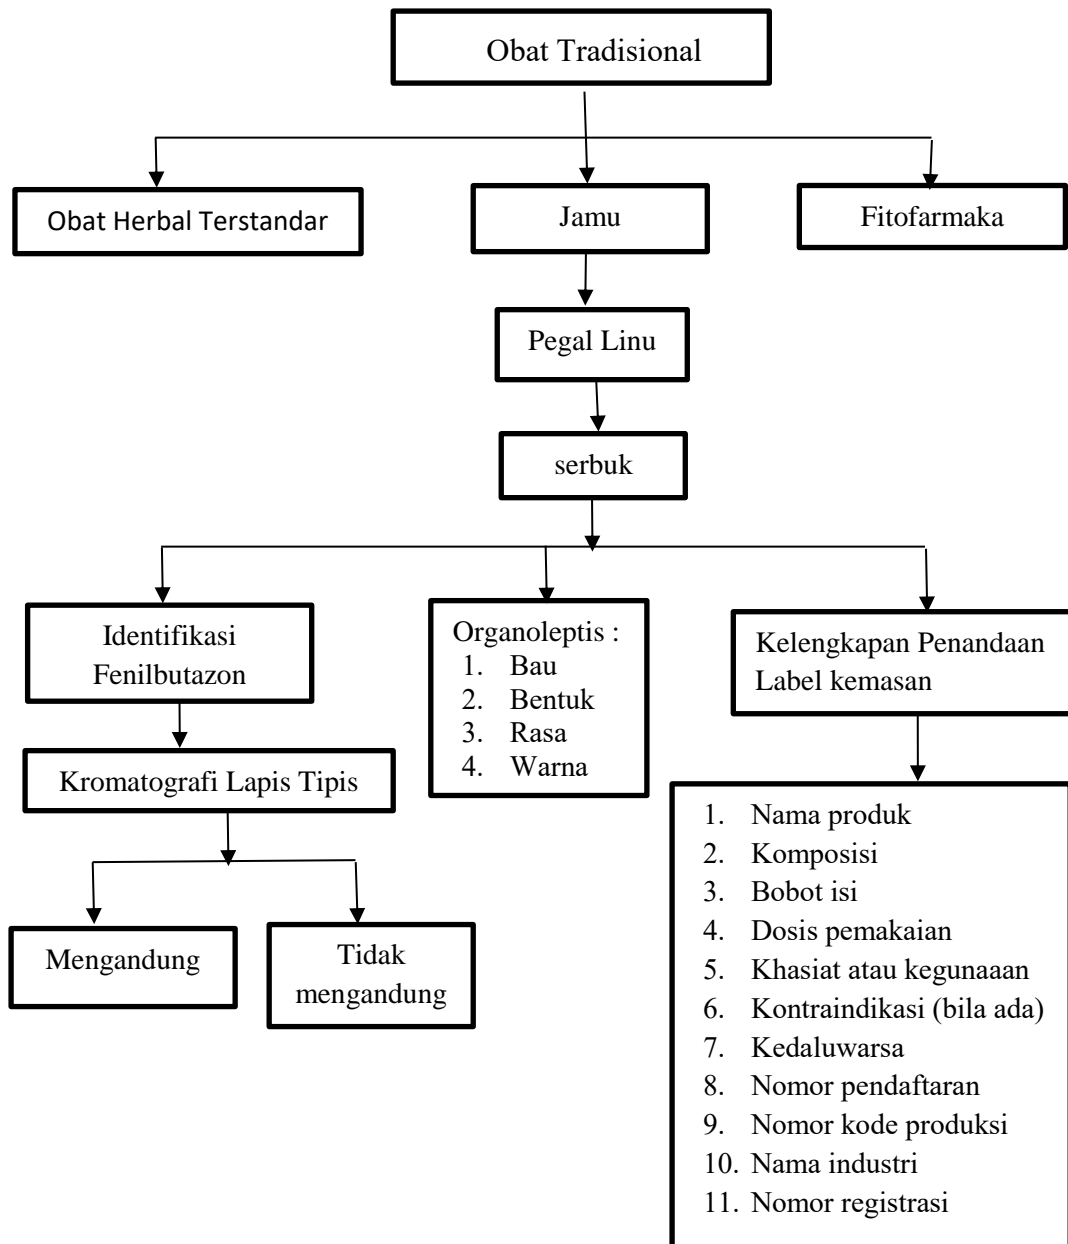 Obat Tradisional
Obat Herbal Terstandar
Jamu
Fitofarmaka
Pegal Linu
serbuk
Identifikasi
Fenilbutazon
Organoleptis :
1. Bau
2. Bentuk
3. Rasa
4. Warna
Kelengkapan Penandaan
Label kemasan
Kromatografi Lapis Tipis
Mengandung
Tidak
mengandung
1. Nama produk
2. Komposisi
3. Bobot isi
4. Dosis pemakaian
5. Khasiat atau kegunaaan
6. Kontraindikasi (bila ada)
7. Kedaluwarsa
8. Nomor pendaftaran
9. Nomor kode produksi
10. Nama industri
11. Nomor registrasi